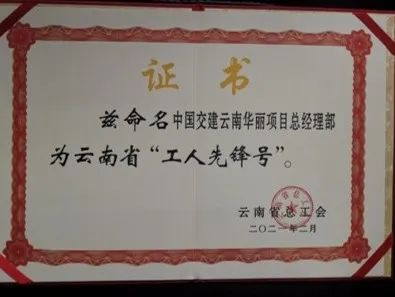 证书
兹命名中国交建云南华丽项目总经理部
为云南省“工人先锋号”。
云南省总工会
二〇二一年二月